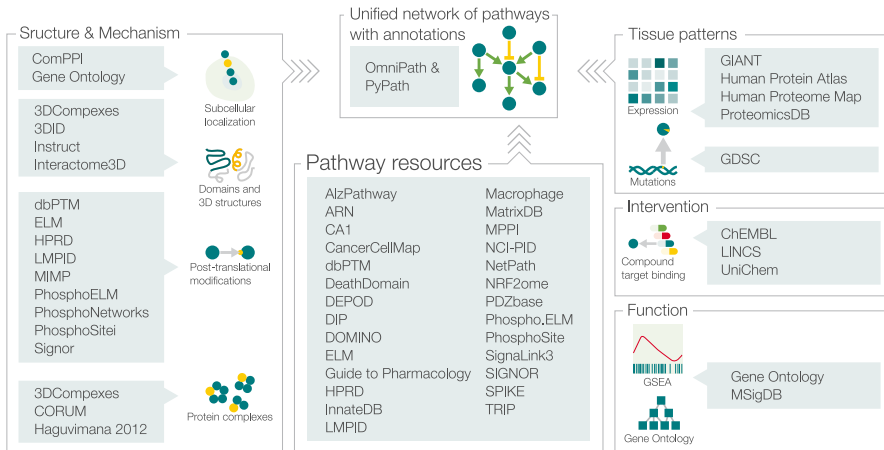 Sructure & Mechanism
ComPPI
Gene Ontology
Subcellular
localization
3DCompexes
3DID
Instruct
Interactome3D
Domains and
3D structures
dbPTM
ELM
HPRD
LMPID
MIMP
PhosphoELM
PhosphoNetworks
PhosphoSitei
Signor
Post-translational
modifications
3DCompexes
CORUM
Haguvimana 2012
Protein complexes
Unified network of pathways
with annotations
OmniPath &
PyPath
Pathway resources
AlzPathway
ARN
CA1
CancerCellMap
dbPTM
DeathDomain
DEPOD
DIP
DOMINO
ELM
Guide to Pharmacology
HPRD
InnateDB
LMPID
Macrophage
MatrixDB
MPPI
NCI-PID
NetPath
NRF2ome
PDZbase
Phospho.ELM
PhosphoSite
SignaLink3
SIGNOR
SPIKE
TRIP
Tissue patterns
Expression
GIANT
Human Protein Atlas
Human Proteome Map
ProteomicsDB
Mutations
GDSC
Intervention
Compound
target binding
ChEMBL
LINCS
UniChem
Function
GSEA
Gene Ontology
Gene Ontology
MSigDB